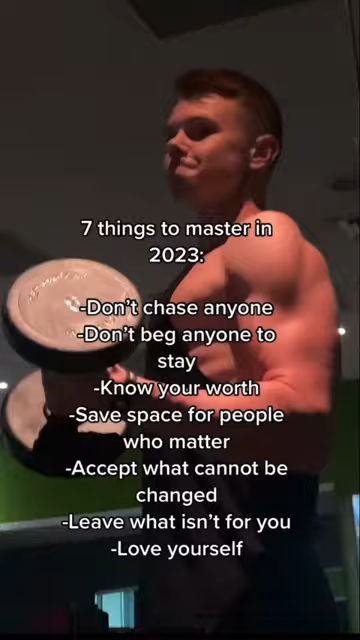 7 things to master in
2023:
-Don't chase anyone
-Don't beg anyone to
stay
-Know your worth
-Save space for people
who matter
-Accept what cannot be
changed
-Leave what isn't for you
-Love yourself